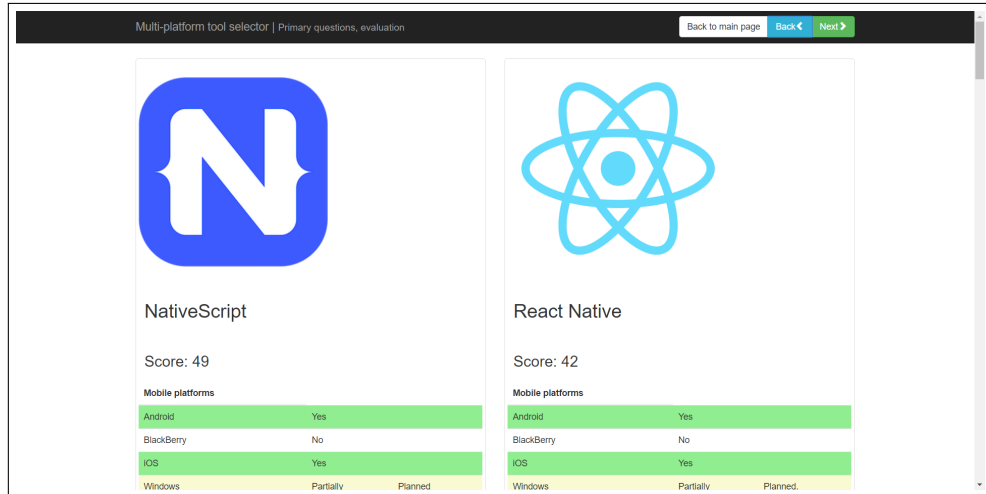 Multi-platform tool selector | Primary questions, evaluation
Back to main page Back Next
N
NativeScript
Score: 49
Mobile platforms
Android Yes
BlackBerry No
iOS Yes
Windows Partially Planned
React Native
Score: 42
Mobile platforms
Android Yes
BlackBerry No
iOS Yes
Windows Partially Planned.